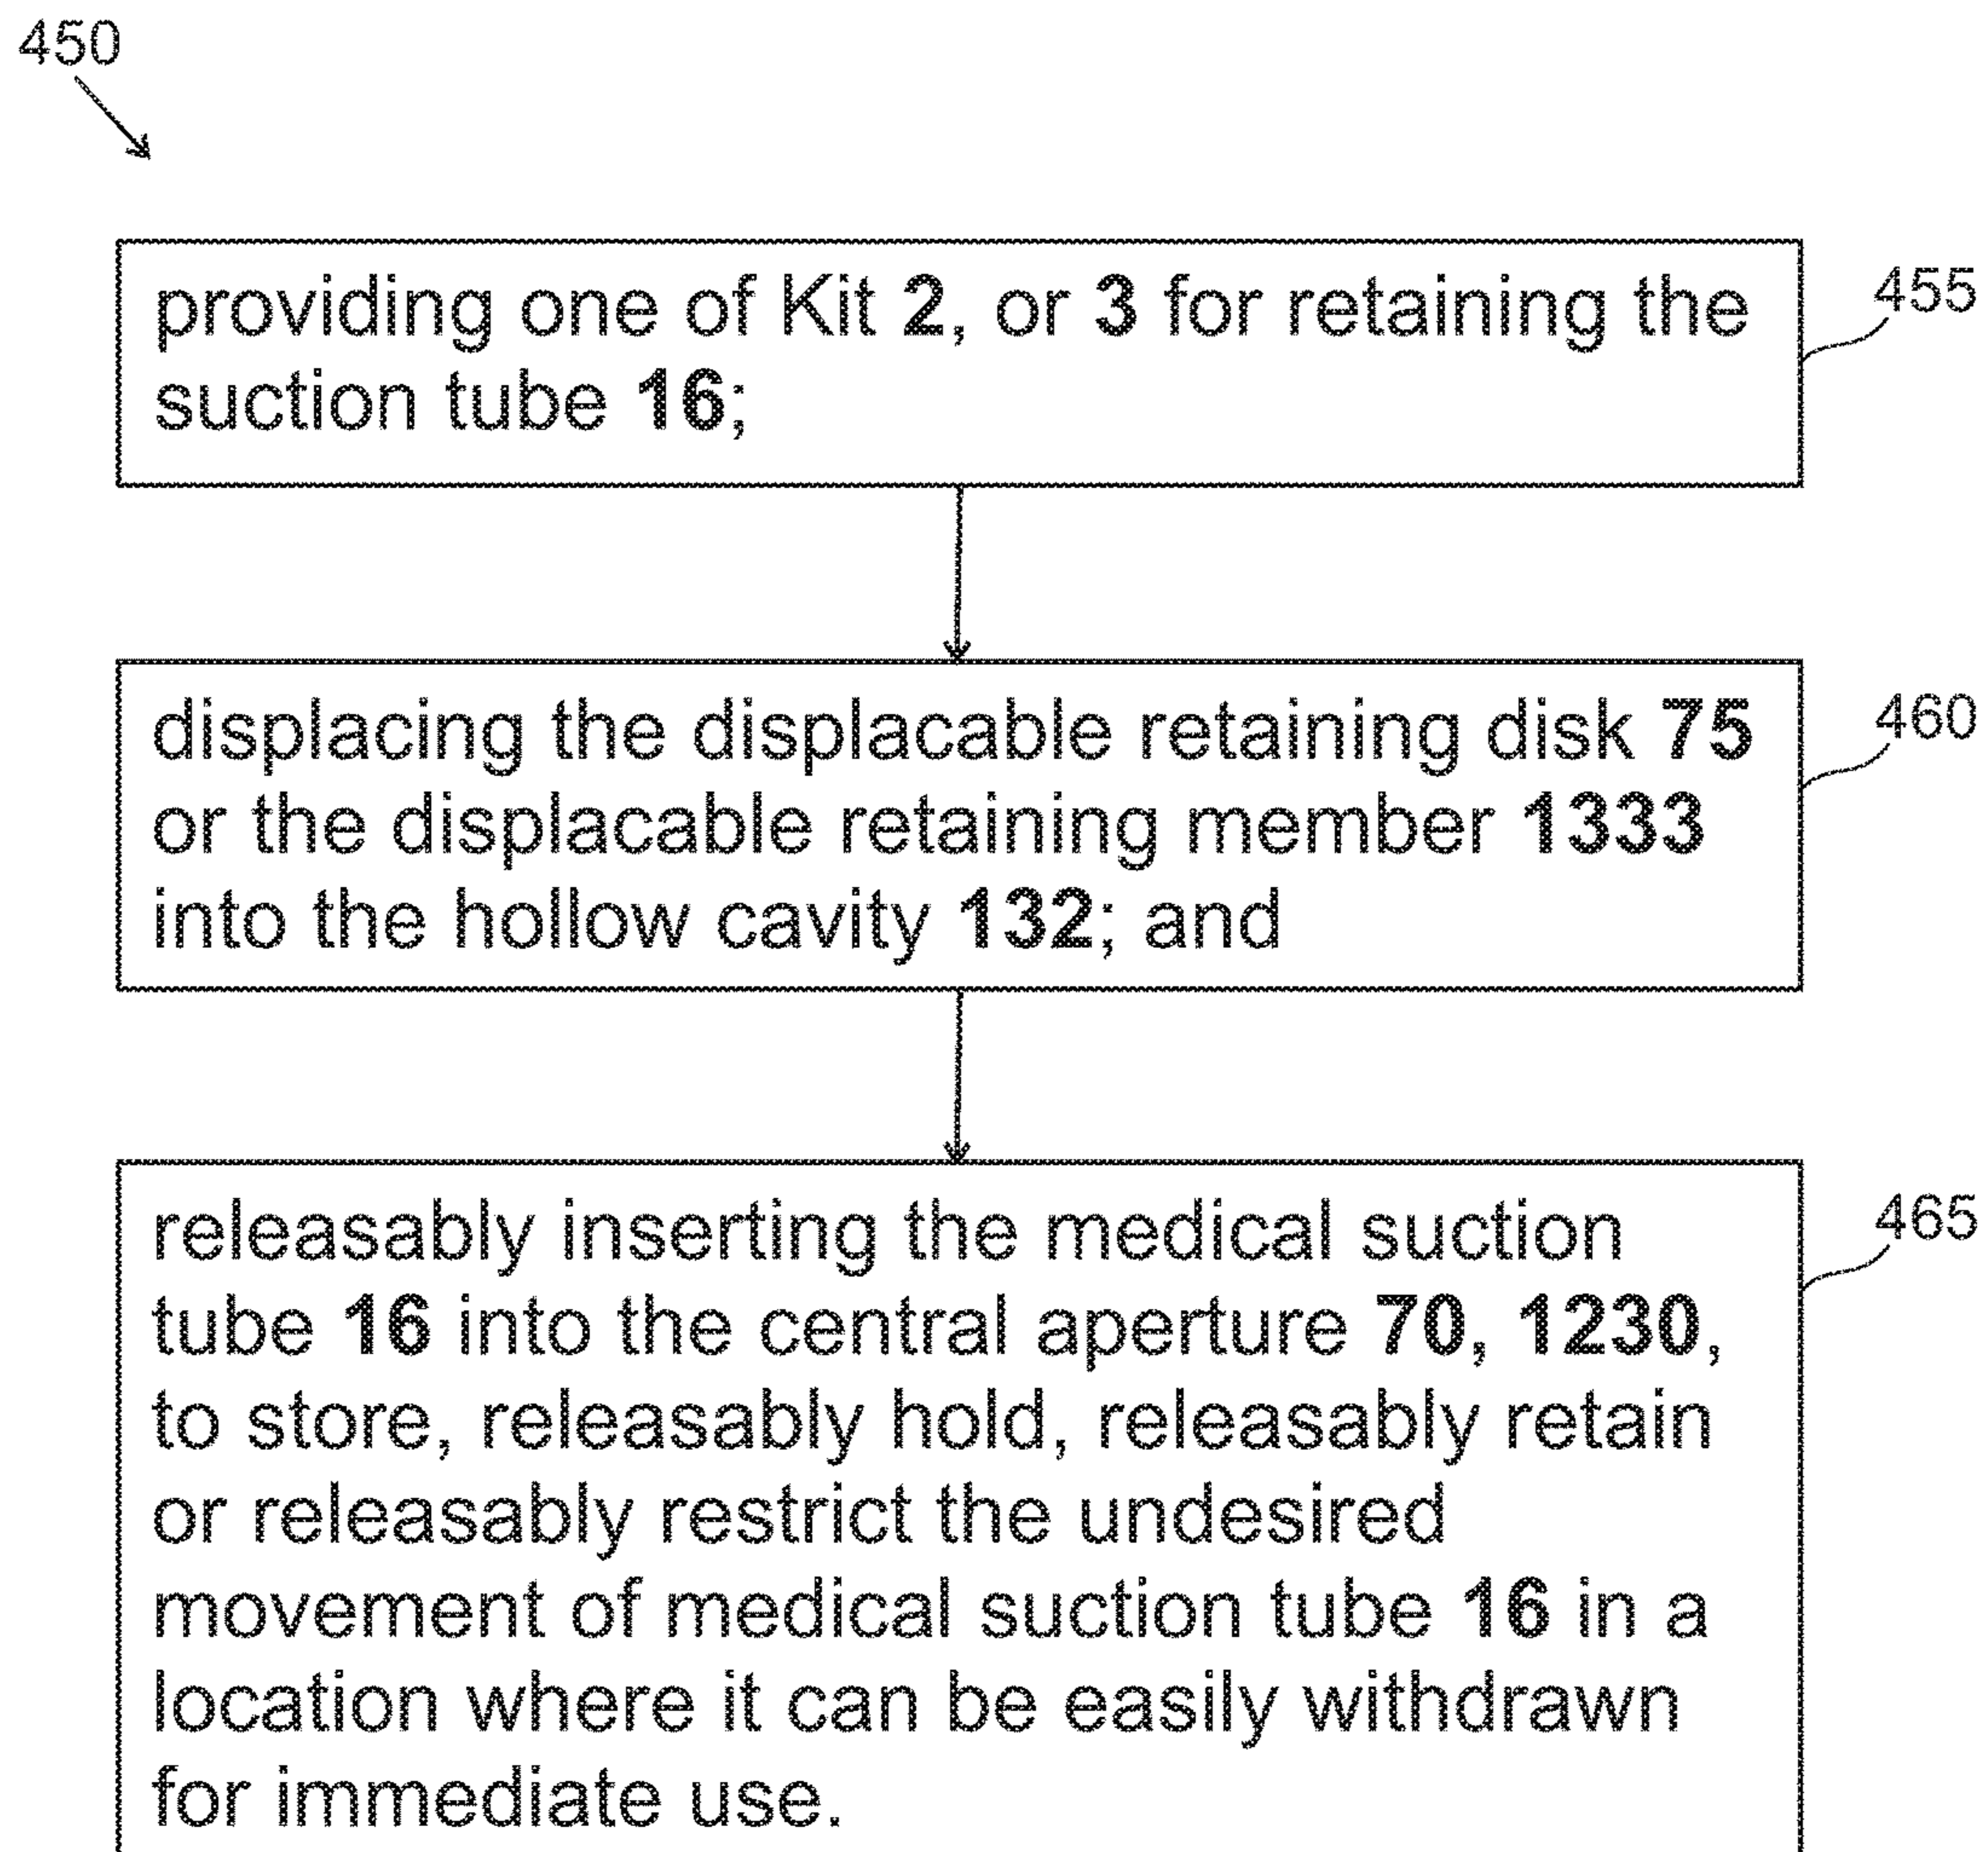 450
providing one of Kit 2, or 3 for retaining the
suction tube 16;
455
displacing the displacable retaining disk 75
or the displacable retaining member 1333
into the hollow cavity 132; and
460
releasably inserting the medical suction
tube 16 into the central aperture 70, 1230,
to store, releasably hold, releasably retain
or releasably restrict the undesired
movement of medical suction tube 16 in a
location where it can be easily withdrawn
for immediate use.
465